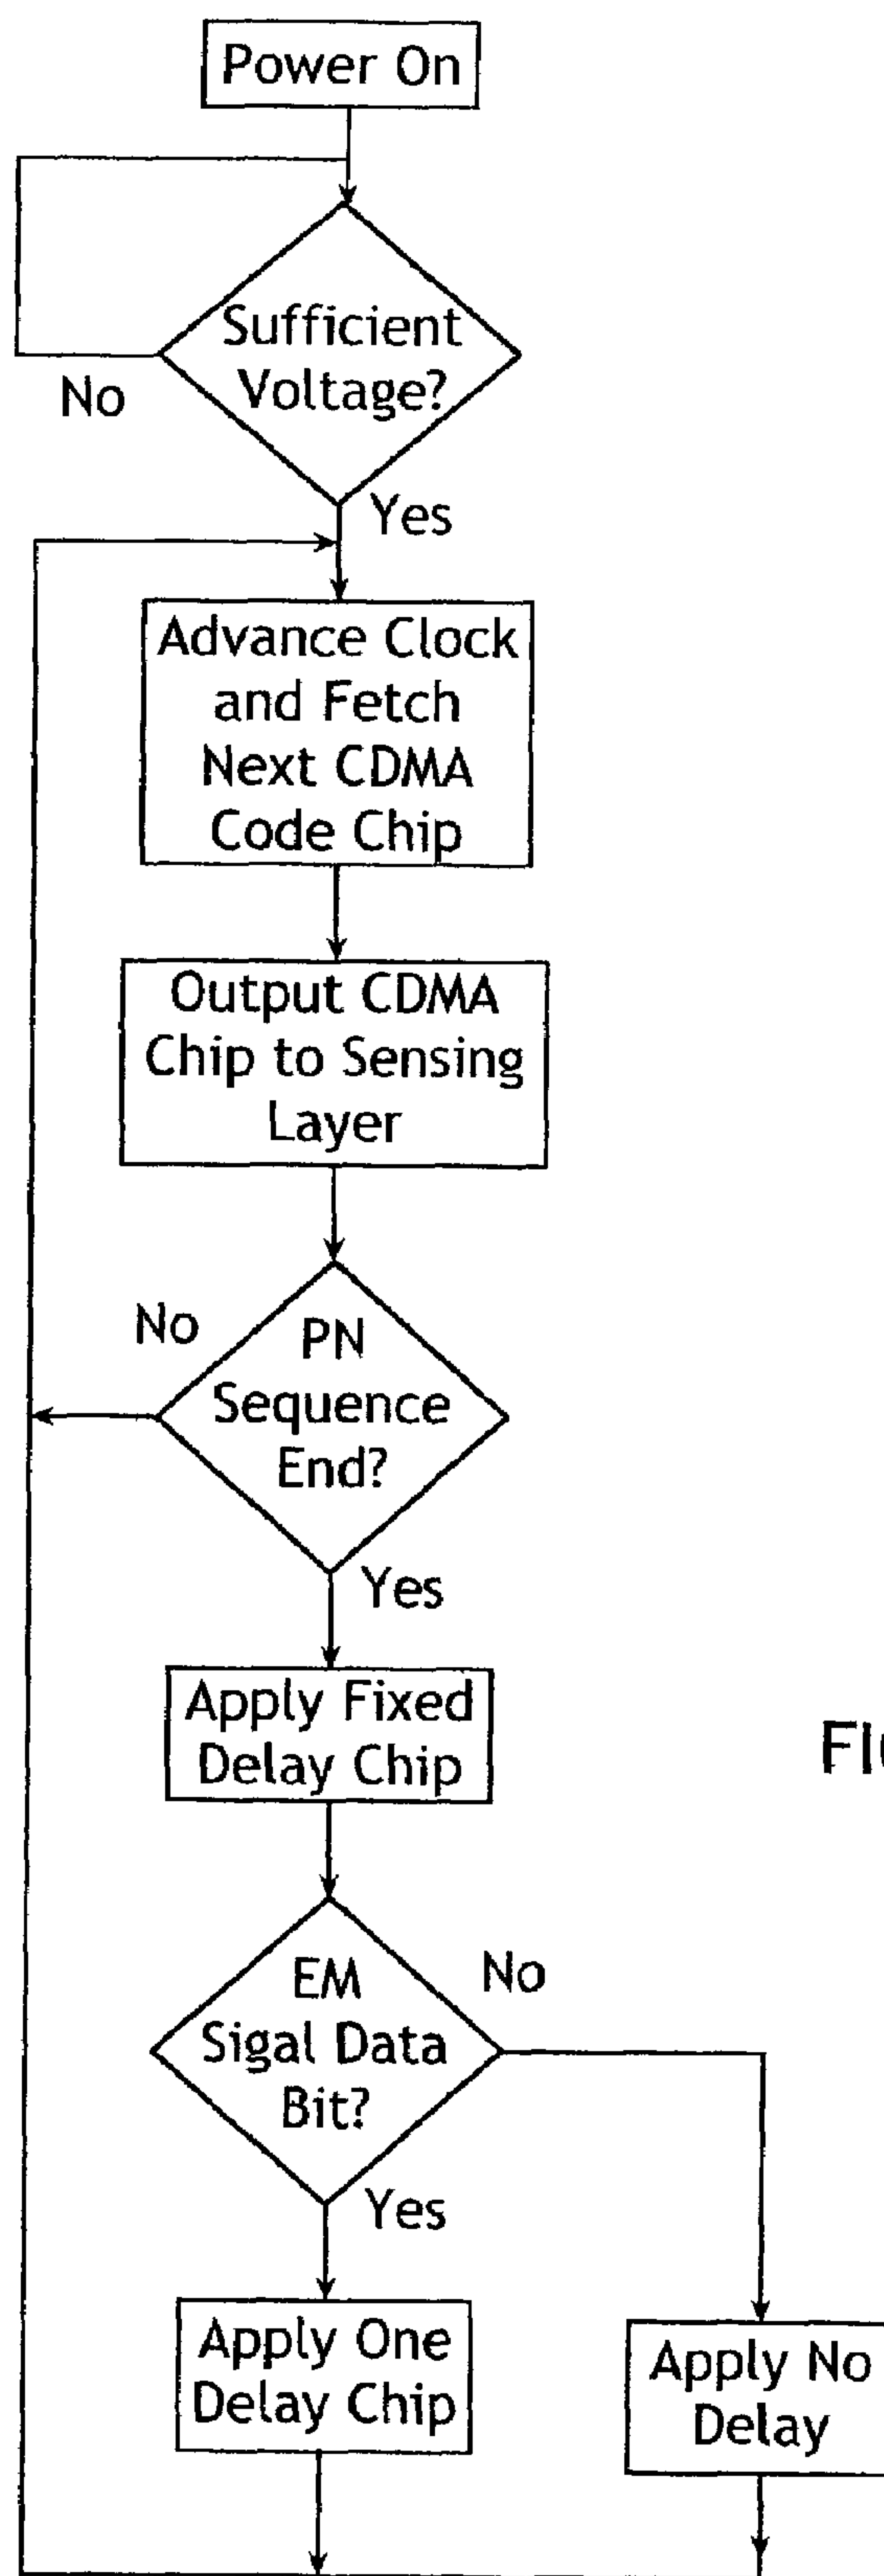 Power On
Sufficient
Voltage?
No
Yes
Advance Clock
and Fetch
Next CDMA
Code Chip
Output CDMA
Chip to Sensing
Layer
No
PN
Sequence
End?
Yes
Apply Fixed
Delay Chip
EM
Sigal Data
Bit?
No
Yes
Apply One
Delay Chip
Apply No
Delay